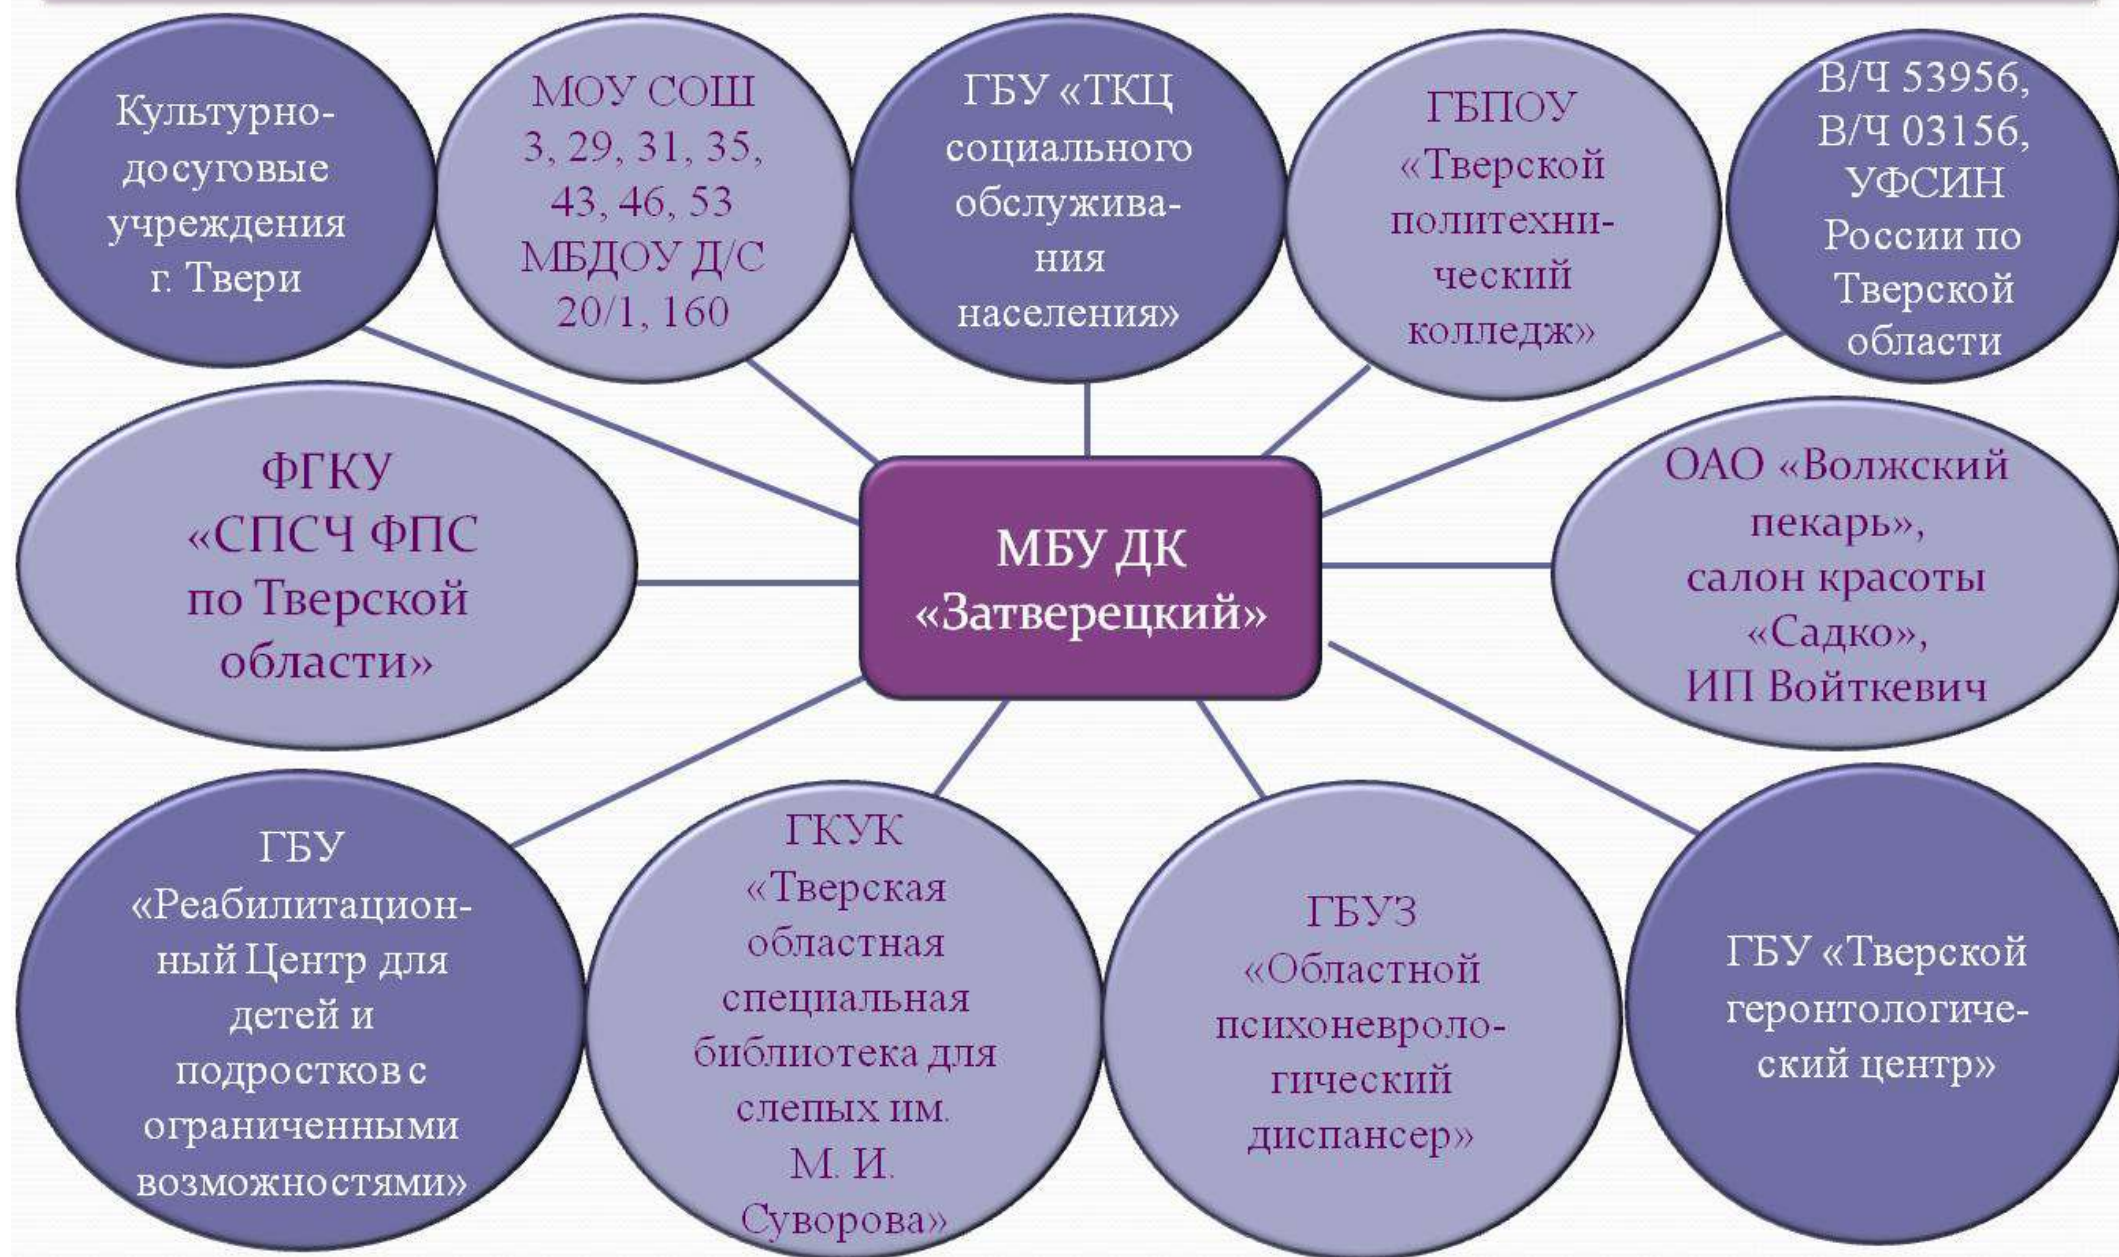 Культурно-
досуговые
учреждения
г. Твери
МОУ СОШ
3, 29, 31, 35,
43, 46, 53
МБДОУ Д/С
20/1, 160
ГБУ «ТКЦ
социального
обслужива-
ния
населения»
ГБПОУ
«Тверской
политехни-
ческий
колледж»
В/Ч 53956,
В/Ч 03156,
УФСИН
России по
Тверской
области
ФГКУ
«СПСЧ ФПС
по Тверской
области»
МБУ ДК
«Затверецкий»
ОАО «Волжский
пекарь»,
салон красоты
«Садко»,
ИП Войткевич
ГБУ
«Реабилитацион-
ный Центр для
детей и
подростков с
ограниченными
возможностями»
ГКУК
«Тверская
областная
специальная
библиотека для
слепых им.
М. И.
Суворова»
ГБУЗ
«Областной
психоневроло-
гический
диспансер»
ГБУ «Тверской
геронтологиче-
ский центр»